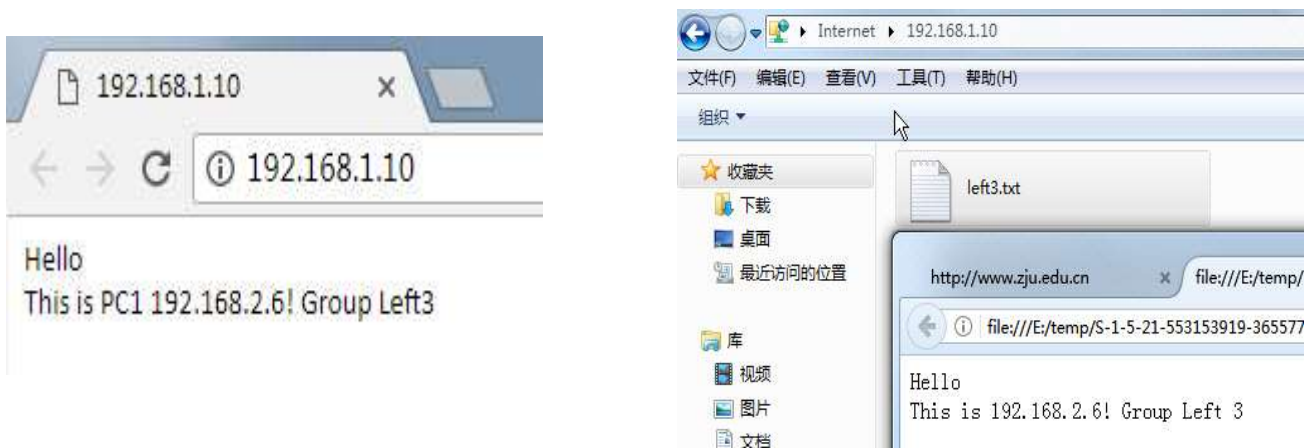 192.168.1.10
192.168.1.10
Hello
This is PC1 192.168.2.6! Group Left3
Internet 192.168.1.10
文件(F) 编辑(E) 查看(V) 工具(T) 帮助(H)
组织
收藏夹
下载
桌面
最近访问的位置
库
视频
图片
文档
left3.txt
http://www.zju.edu.cn file:///E:/temp/
file:///E:/temp/S-1-5-21-553153919-365577
Hello
This is 192.168.2.6! Group Left 3